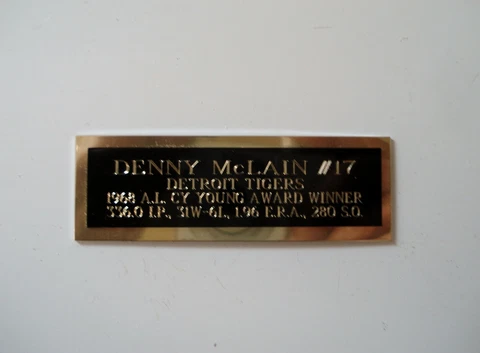 DENNY McLAIN #17
DETROIT TIGERS
1968 A.L. CY YOUNG AWARD WINNER
336.0 I.P., 31W-6L, 1.96 E.R.A., 280 S.O.